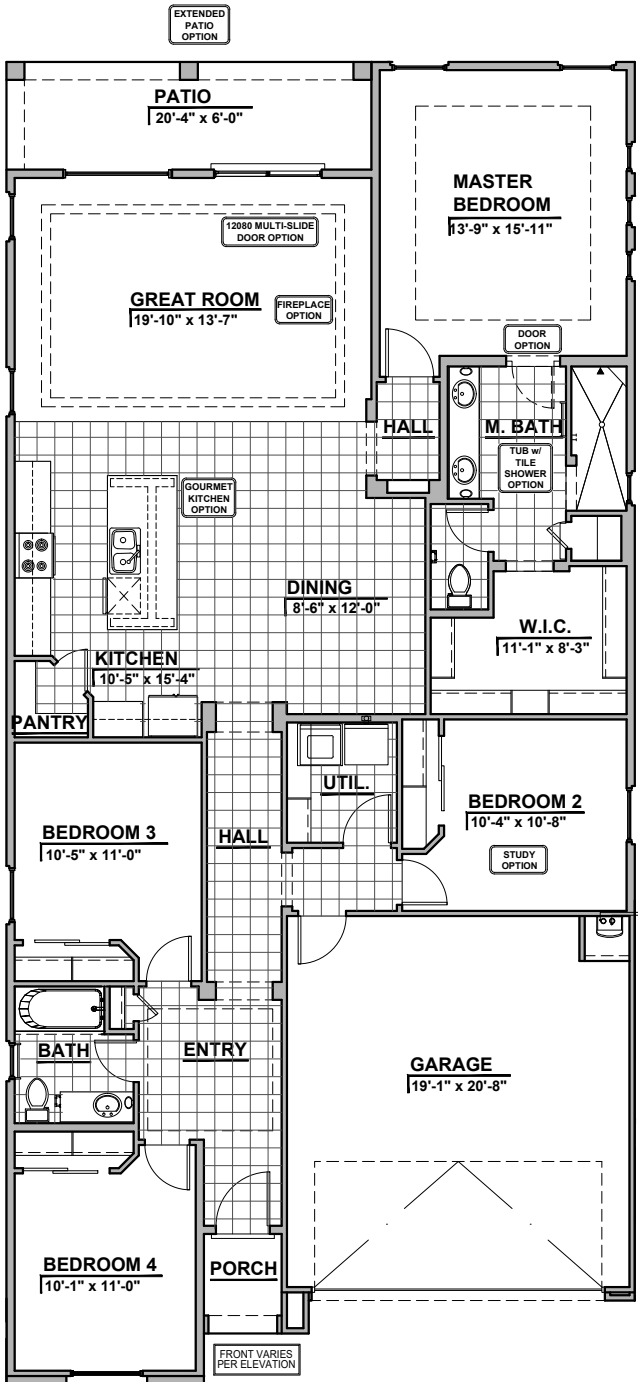 EXTENDED
PATIO
OPTION
PATIO
20'-4" x 6'-0"
MASTER
BEDROOM
13'-9" x 15'-11"
12080 MULTI-SLIDE
DOOR OPTION
GREAT ROOM
19'-10" x 13'-7"
FIREPLACE
OPTION
DOOR
OPTION
HALL
M. BATH
TUB w/
TILE
SHOWER
OPTION
GOURMET
KITCHEN
OPTION
DINING
8'-6" x 12'-0"
W.I.C.
11'-1" x 8'-3"
KITCHEN
10'-5" x 15'-4"
PANTRY
UTIL.
BEDROOM 2
10'-4" x 10'-8"
STUDY
OPTION
BEDROOM 3
10'-5" x 11'-0"
HALL
BATH
ENTRY
GARAGE
19'-1" x 20'-8"
BEDROOM 4
10'-1" x 11'-0"
PORCH
FRONT VARIES
PER ELEVATION